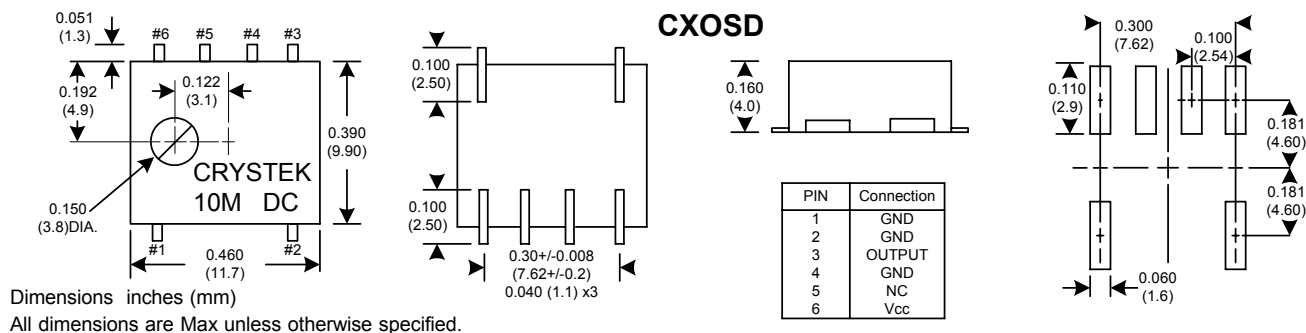 CXOSD
0.051
(1.3)
#6 #5 #4 #3
0.192
(4.9)
0.122
(3.1)
0.390
(9.90)
CRYSTEK
10M DC
0.150
(3.8)DIA.
#1 #2
0.460
(11.7)
0.100
(2.50)
0.100
(2.50)
0.30+/-0.008
(7.62+/-0.2)
0.040 (1.1) x3
0.160
(4.0)
PIN Connection
1 GND
2 GND
3 OUTPUT
4 GND
5 NC
6 Vcc
0.300
(7.62)
0.100
(2.54)
0.110
(2.9)
0.181
(4.60)
0.181
(4.60)
0.060
(1.6)
Dimensions inches (mm)
All dimensions are Max unless otherwise specified.